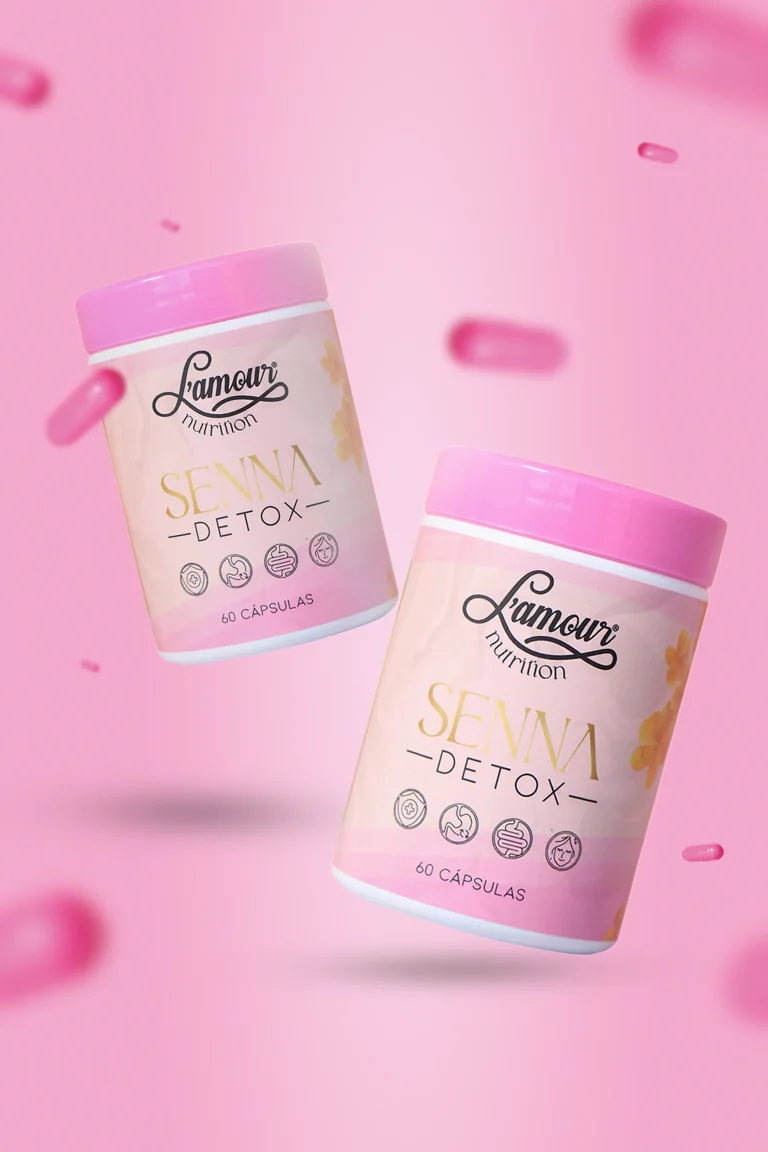 L'amour®
nutrition
SENNA
—DETOX—
60 CÁPSULAS
L'amour®
nutrition
SENNA
—DETOX—
60 CÁPSULAS